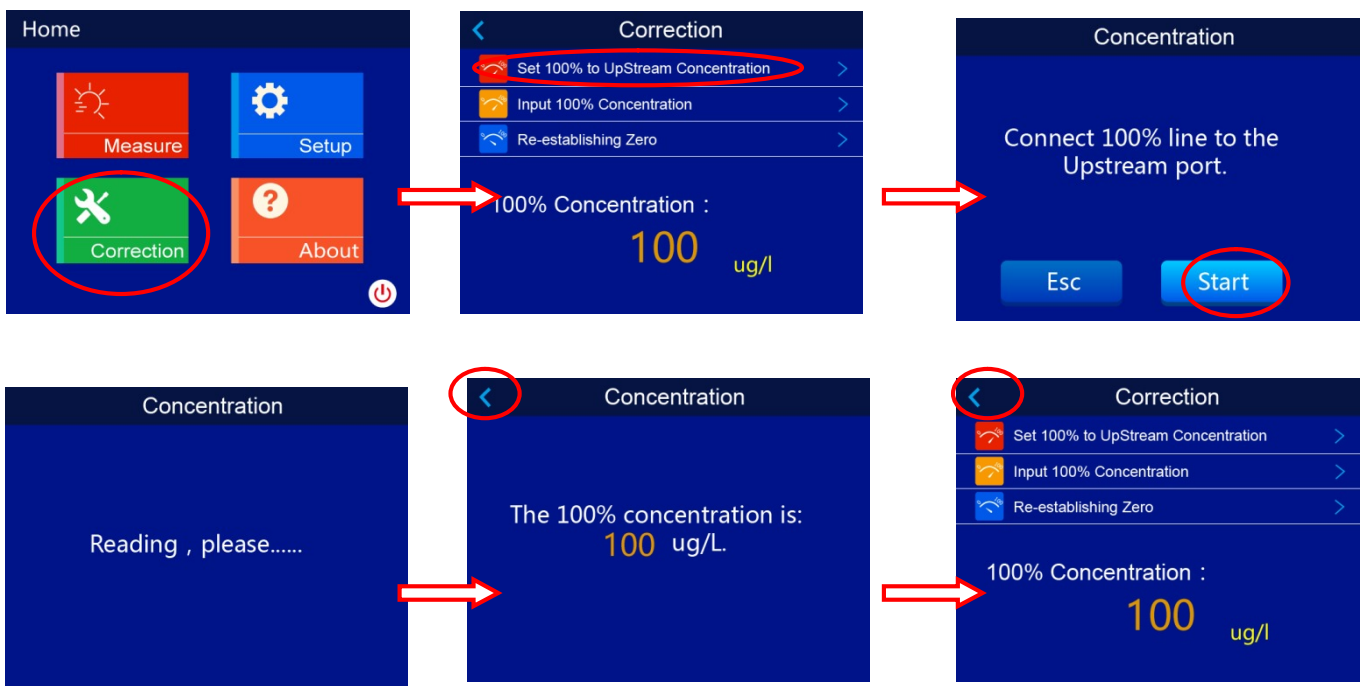 Home
Measure
Setup
Correction
About
Correction
Set 100% to UpStream Concentration
Input 100% Concentration
Re-establishing Zero
100% Concentration：
100 ug/l
Concentration
Connect 100% line to the
Upstream port.
Esc
Start
Concentration
Reading , please......
Concentration
The 100% concentration is:
100 ug/L.
Correction
Set 100% to UpStream Concentration
Input 100% Concentration
Re-establishing Zero
100% Concentration：
100 ug/l